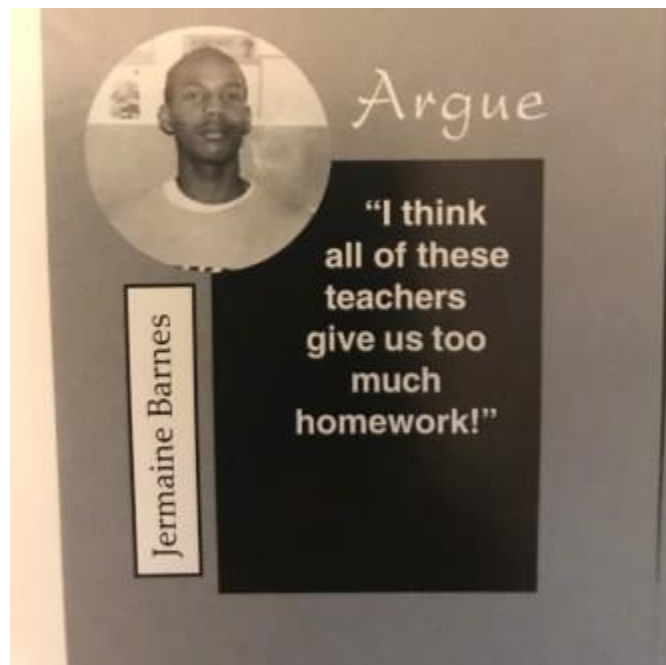 Argue
“I think
all of these
teachers
give us too
much
homework!”
Jermaine Barnes